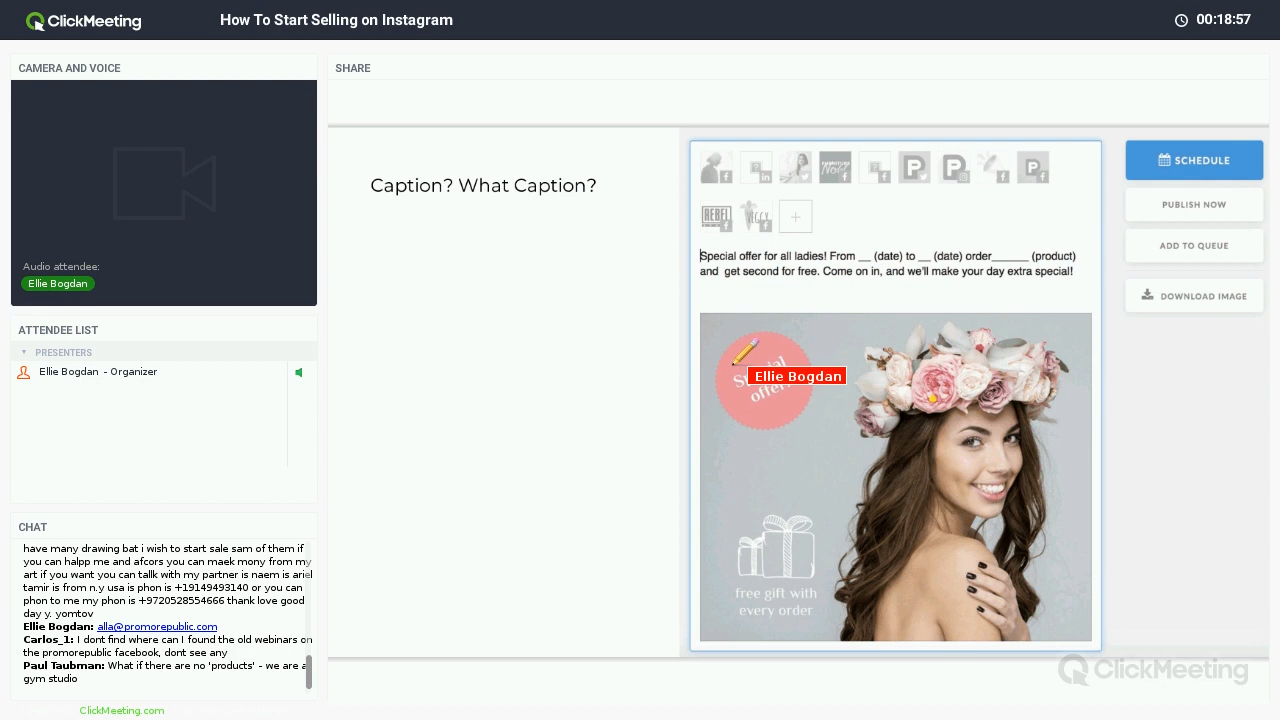 ClickMeeting
How To Start Selling on Instagram
00:18:57
CAMERA AND VOICE
Audio attendee:
Ellie Bogdan
ATTENDEE LIST
PRESENTERS
Ellie Bogdan - Organizer
CHAT
have many drawing bat i wish to start sale sam of them if
you can halpp me and afcors you can maek mony from my
art if you want you can tallk with my partner is naem is ariel
tamir is from n.y usa is phon is +19149493140 or you can
phon to me my phon is +9720528554666 thank love good
day y. yomtov
Ellie Bogdan: alla@promorepublic.com
Carlos_1: I dont find where can I found the old webinars on
the promorepublic facebook, dont see any
Paul Taubman: What if there are no 'products' - we are a
gym studio
ClickMeeting.com
SHARE
Caption? What Caption?
REBEL
VEGGY
Special offer for all ladies! From __ (date) to __ (date) order______ (product)
and get second for free. Come on in, and we'll make your day extra special!
Special
offer
Ellie Bogdan
free gift with
every order
SCHEDULE
PUBLISH NOW
ADD TO QUEUE
DOWNLOAD IMAGE
ClickMeeting